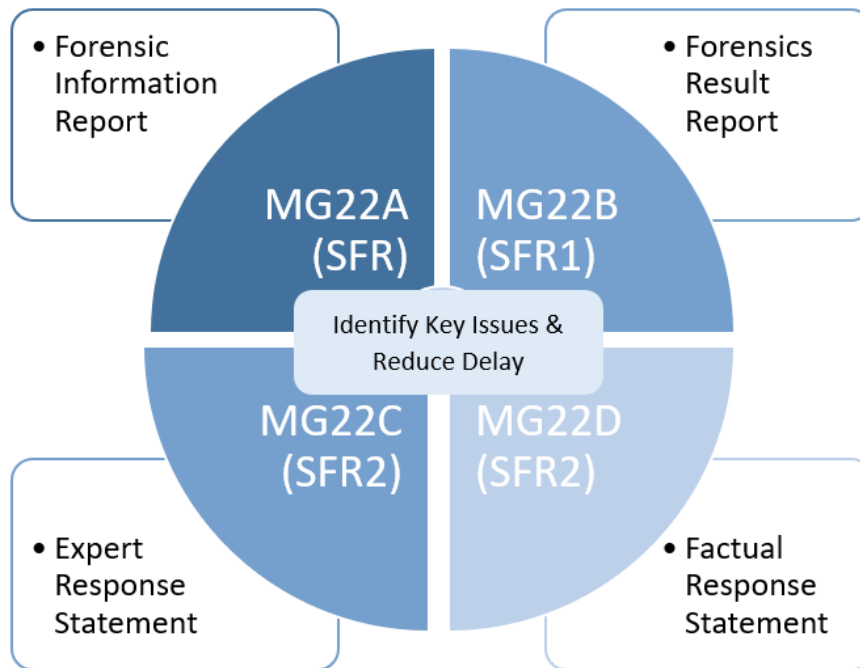 • Forensic
Information
Report
• Forensics
Result
Report
MG22A
(SFR)
MG22B
(SFR1)
Identify Key Issues &
Reduce Delay
MG22C
(SFR2)
MG22D
(SFR2)
• Expert
Response
Statement
• Factual
Response
Statement